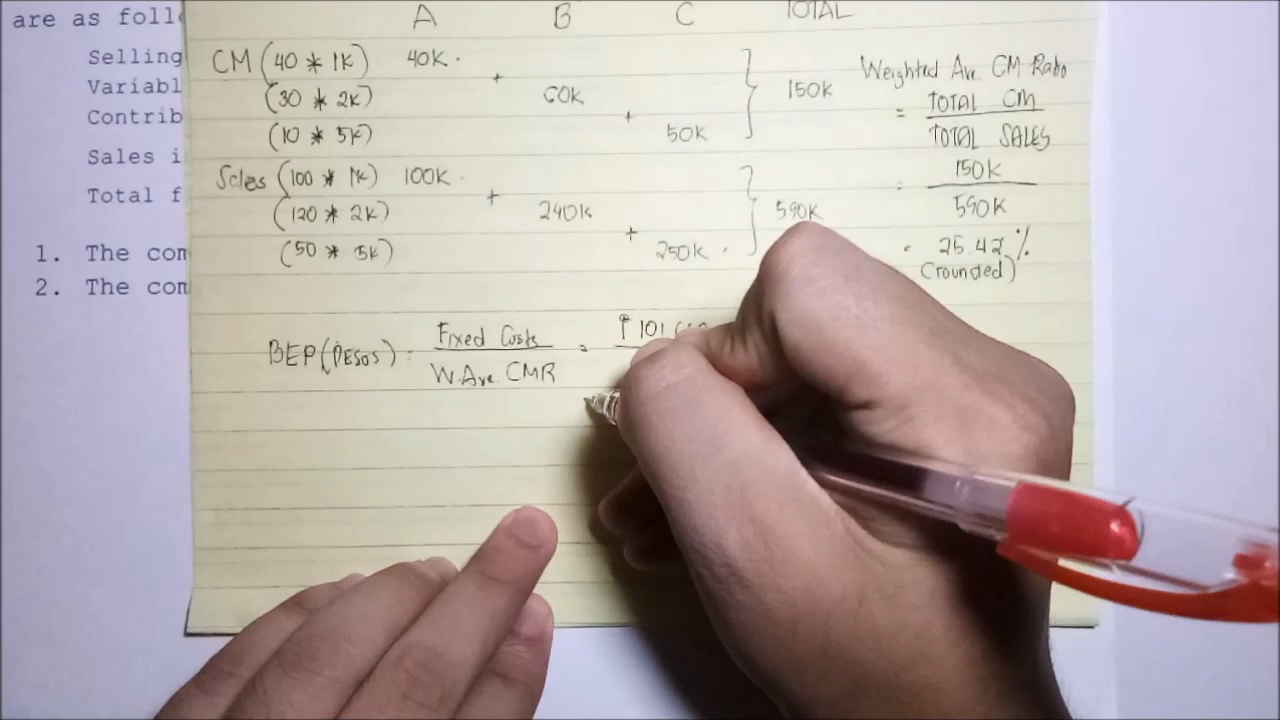 are as foll
A B C TOTAL
Selling
CM (40 * 1K) 40K. +
Weighted Ave CM Ratio
Variabl
(30 * 2K) 60K + } 150K
= TOTAL CM
Contrib
(10 * 5K) 50K
TOTAL SALES
Sales i
Sales (100 * 1K) 100K. +
= 150K
Total f
(120 * 2K) 240K + } 590K
590K
1. The com
(50 * 5K) 250K.
= 25.42%
(rounded)
2. The com
BEP (Pesos) = Fixed Costs = ₱101
W.Ave. CMR